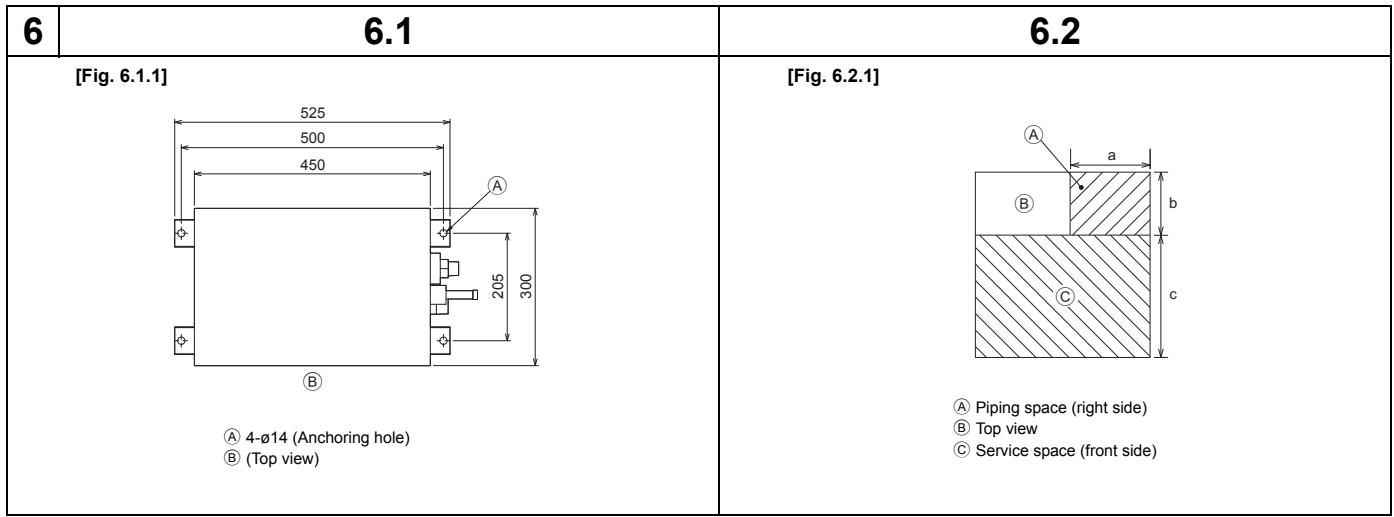 6
6.1
6.2
[Fig. 6.1.1]
525
500
450
A
205
300
B
Ⓐ 4-ø14 (Anchoring hole)
Ⓑ (Top view)
[Fig. 6.2.1]
A
a
B
b
C
c
Ⓐ Piping space (right side)
Ⓑ Top view
Ⓒ Service space (front side)